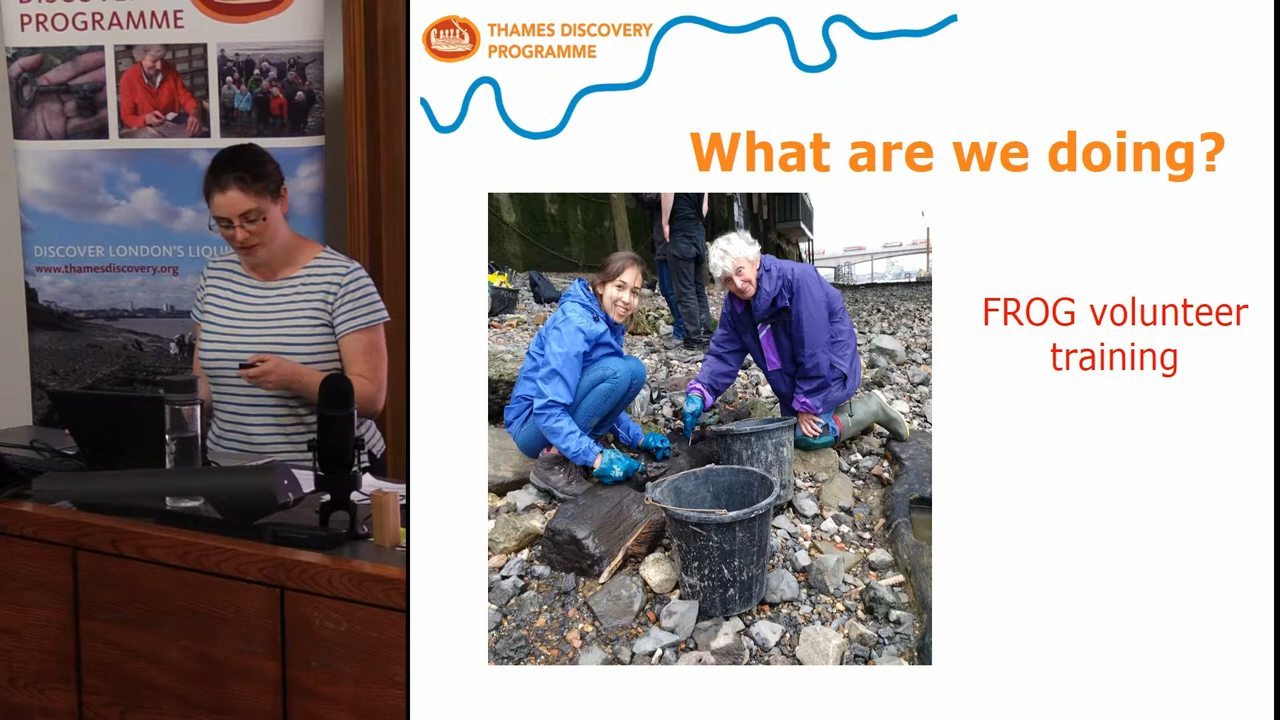 PROGRAMME
DISCOVER LONDON'S LIQU
www.thamesdiscovery.org
THAMES DISCOVERY
PROGRAMME
What are we doing?
FROG volunteer
training